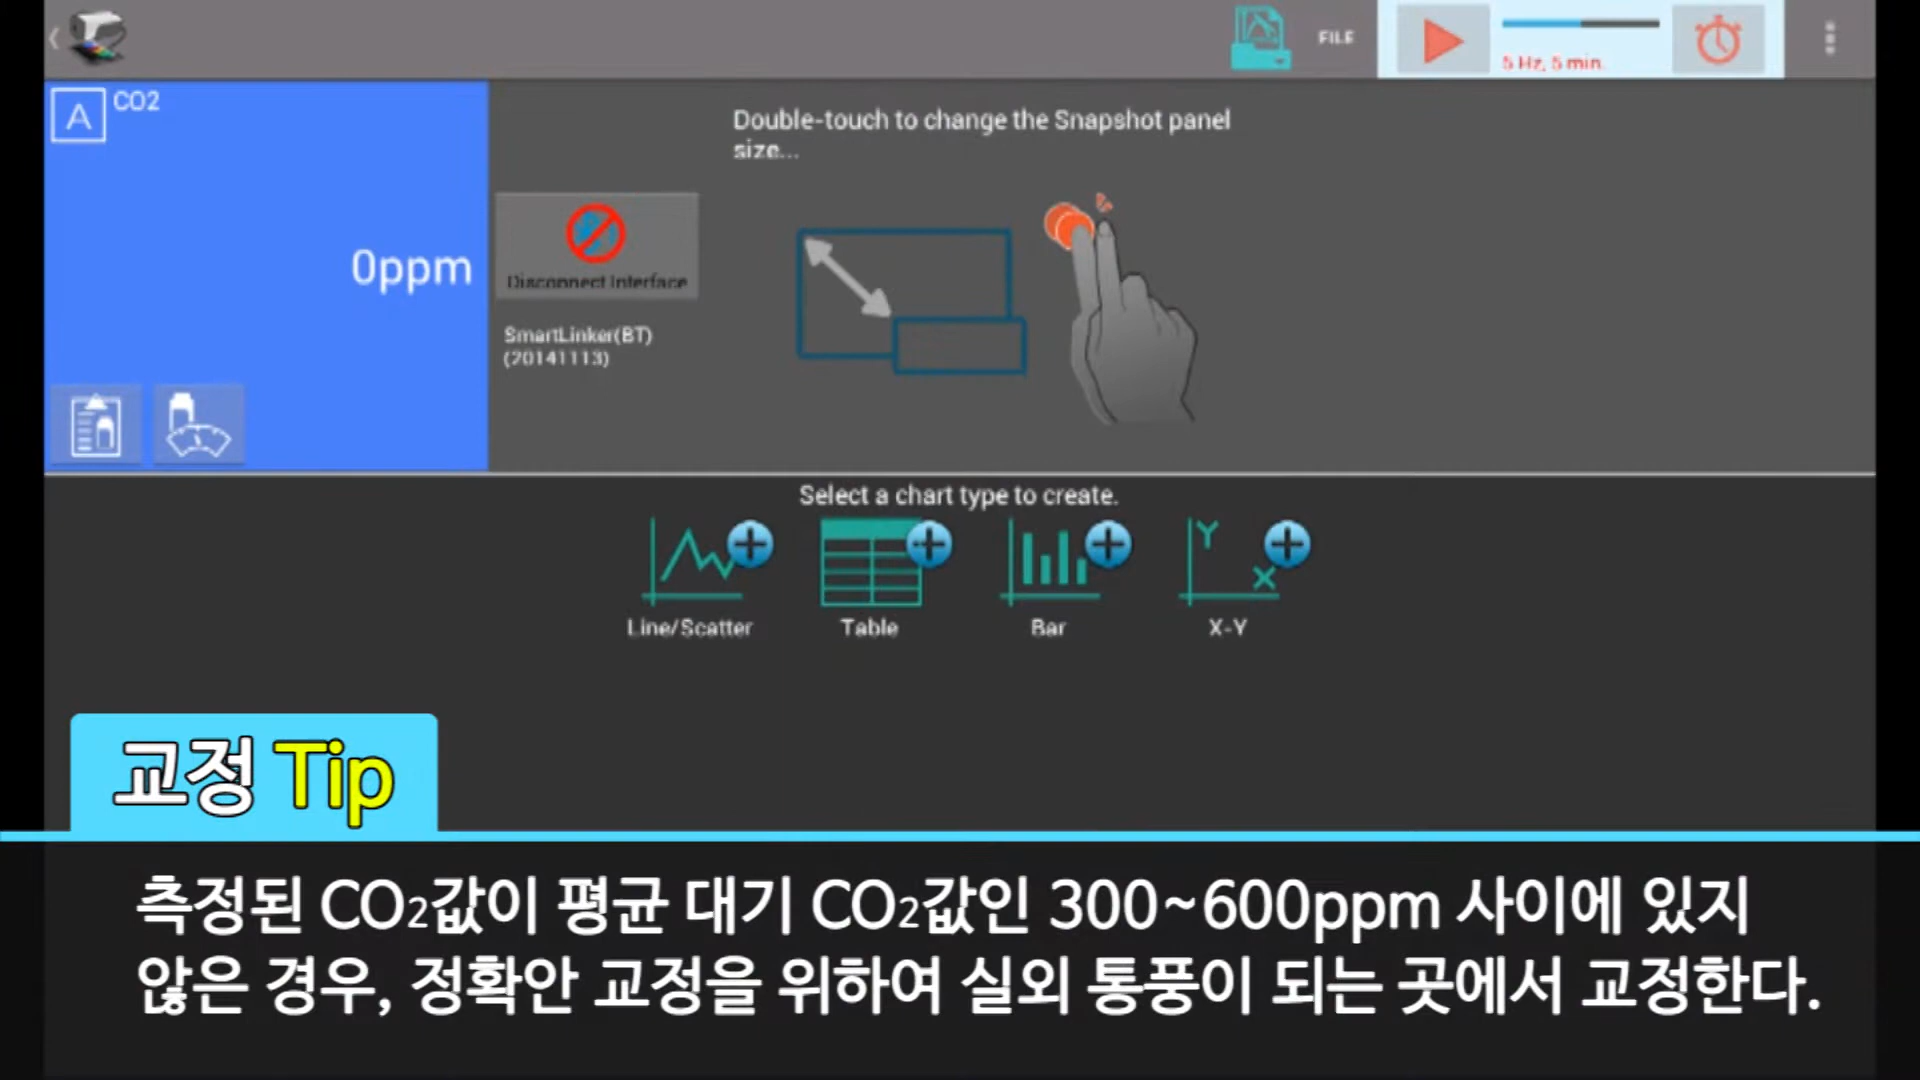 FILE
5 Hz, 5 min.
A
CO2
0ppm
Disconnect Interface
SmartLinker(BT)
(20141113)
Double-touch to change the Snapshot panel
size...
Select a chart type to create.
Y
X
Line/Scatter
Table
Bar
X-Y
교정 Tip
측정된 CO₂값이 평균 대기 CO₂값인 300~600ppm 사이에 있지
않은 경우, 정확안 교정을 위하여 실외 통풍이 되는 곳에서 교정한다.